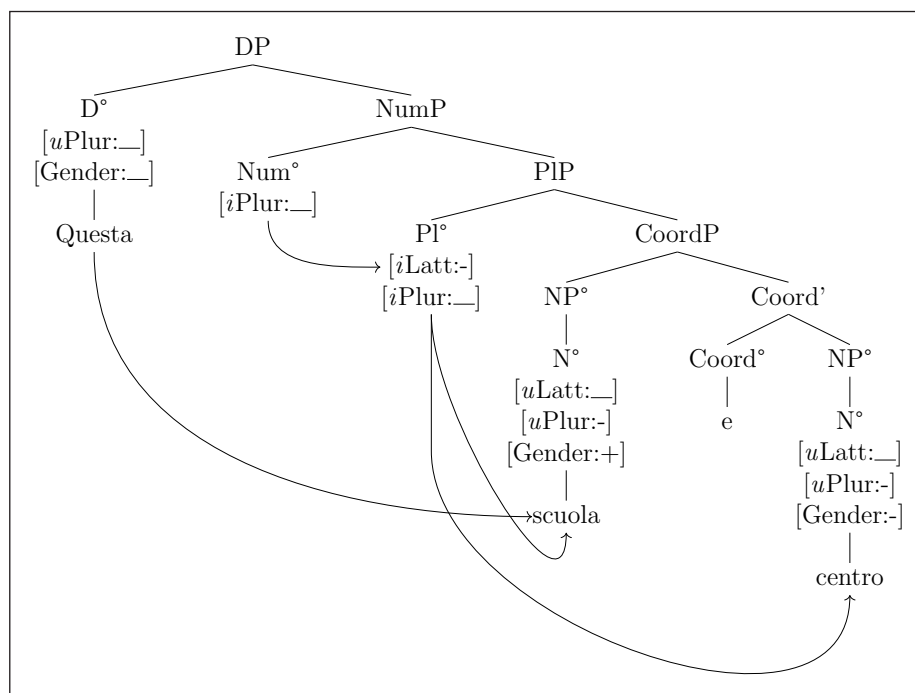 DP
D° NumP
[uPlur:__]
[Gender:__]
Num° PlP
[iPlur:__]
Questa Pl° CoordP
[iLatt:-]
[iPlur:__] NP° Coord'
N° Coord° NP°
[uLatt:__]
[uPlur:-] e N°
[Gender:+] [uLatt:__]
[uPlur:-]
scuola [Gender:-]
centro